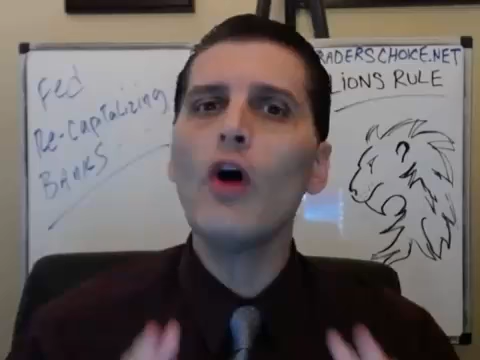 Fed
Re-Capitalizing
BANKS
RADERSCHOICE.NET
LIONS RULE